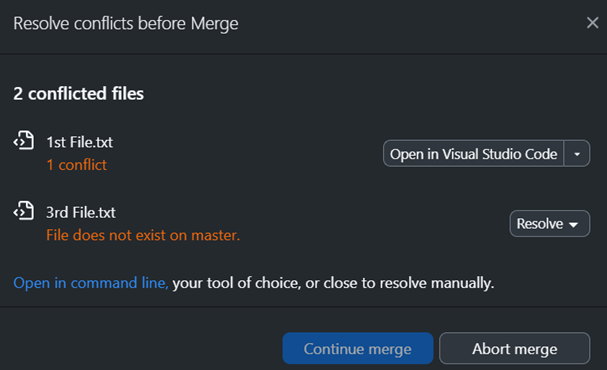 Resolve conflicts before Merge
2 conflicted files
1st File.txt
1 conflict
Open in Visual Studio Code
3rd File.txt
File does not exist on master.
Resolve
Open in command line, your tool of choice, or close to resolve manually.
Continue merge
Abort merge